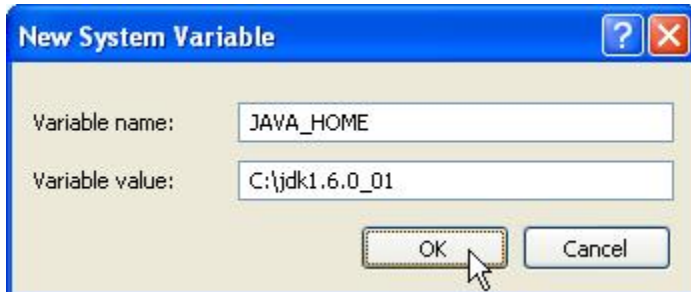 New System Variable
Variable name: JAVA_HOME
Variable value: C:\jdk1.6.0_01
OK Cancel